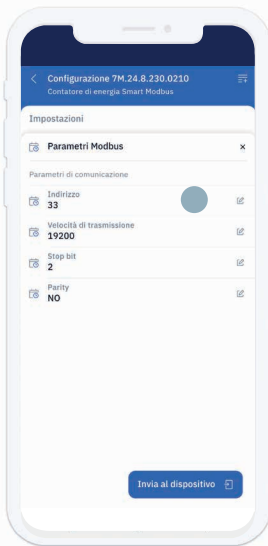 Configurazione 7M.24.8.230.0210
Contatore di energia Smart Modbus
Impostazioni
Parametri Modbus
Parametri di comunicazione
Indirizzo
33
Velocità di trasmissione
19200
Stop bit
2
Parity
NO
Invia al dispositivo